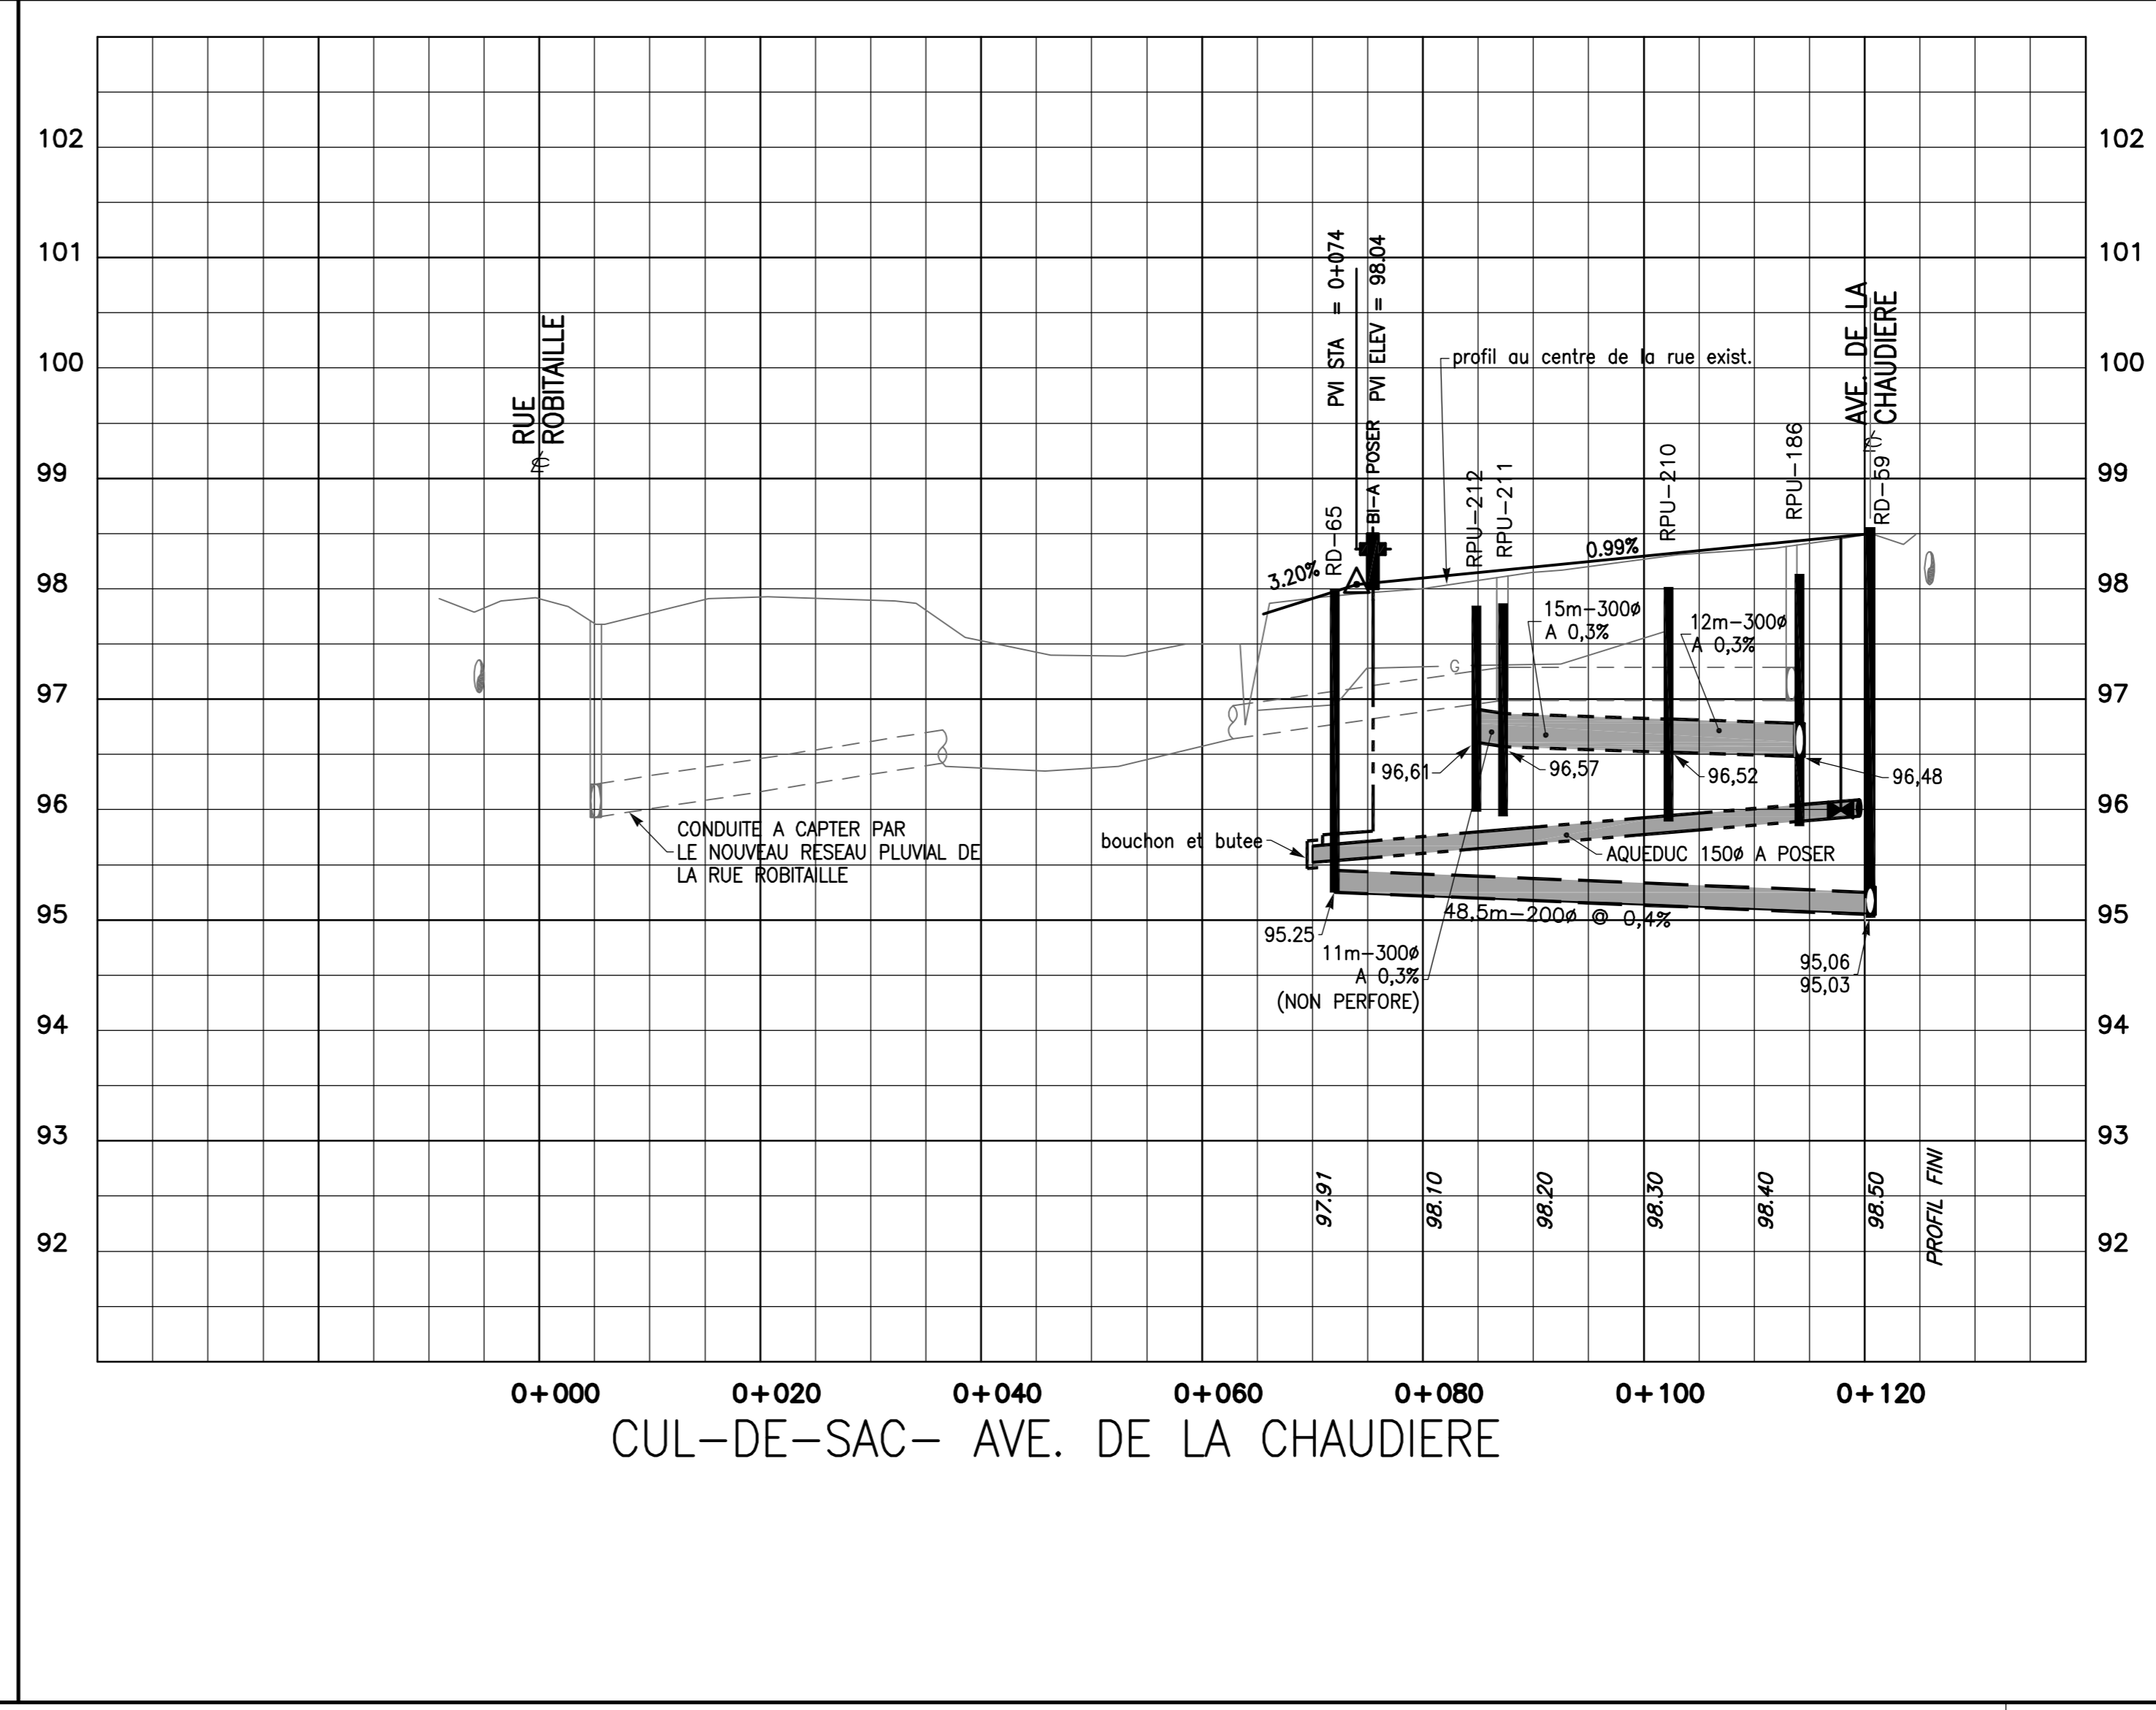 102
102
101
101
100
100
99
99
98
98
97
97
96
96
95
95
94
94
93
93
92
92
RUE
ROBITAILLE
PVI STA = 0+074
PVI ELEV = 98.04
BI-A POSER
RD-65
3.20%
profil au centre de la rue exist.
0.99%
RPU-212
RPU-211
RPU-210
RPU-186
AVE. DE LA
CHAUDIERE
RD-59
15m-300ø
A 0,3%
12m-300ø
A 0,3%
G
96,61
96,57
96,52
96,48
CONDUITE A CAPTER PAR
LE NOUVEAU RESEAU PLUVIAL DE
LA RUE ROBITAILLE
bouchon et butee
AQUEDUC 150ø A POSER
48,5m-200ø @ 0,4%
95.25
11m-300ø
A 0,3%
(NON PERFORE)
95,06
95,03
97.91
98.10
98.20
98.30
98.40
98.50
PROFIL FINI
0+000
0+020
0+040
0+060
0+080
0+100
0+120
CUL-DE-SAC- AVE. DE LA CHAUDIERE